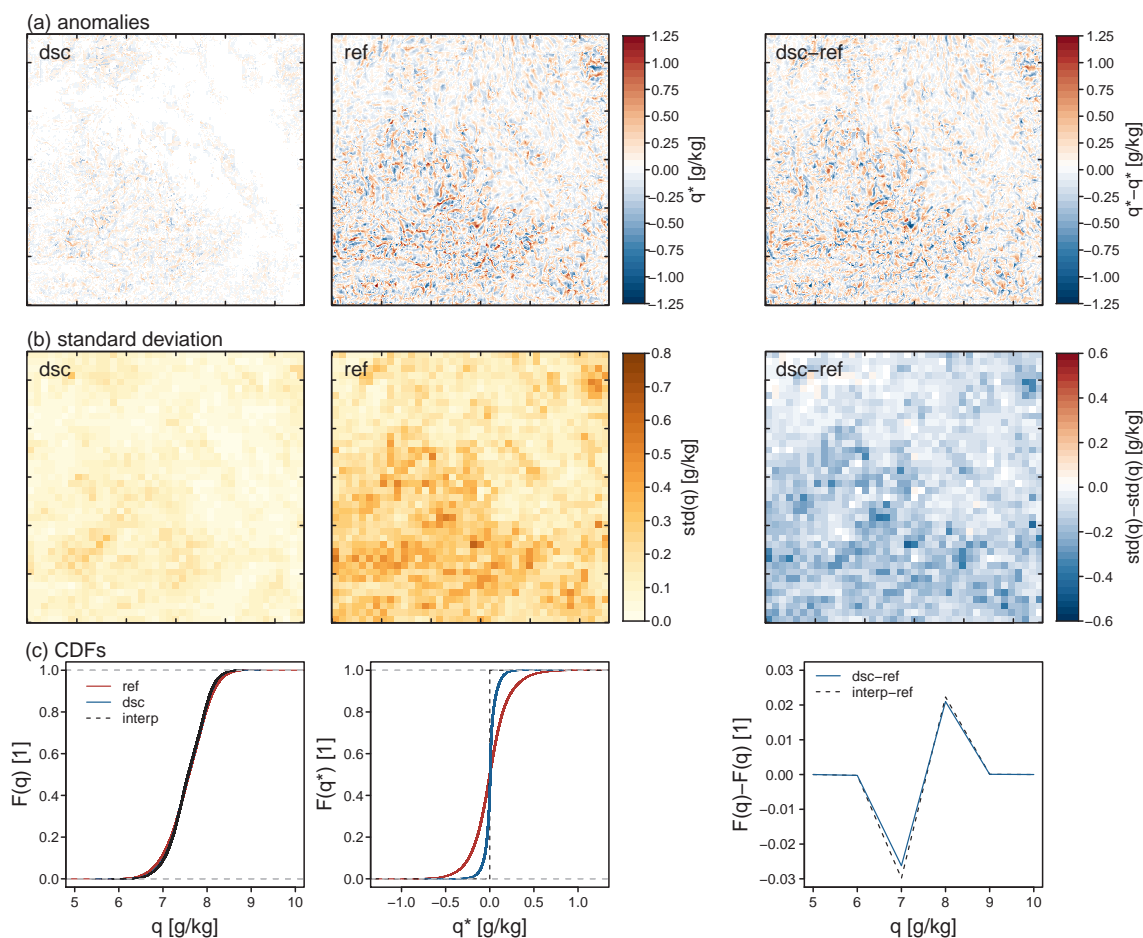 (a) anomalies
dsc
ref
dsc−ref
1.25
1.00
0.75
0.50
0.25
0.00
−0.25
−0.50
−0.75
−1.00
−1.25
q* [g/kg]
1.25
1.00
0.75
0.50
0.25
0.00
−0.25
−0.50
−0.75
−1.00
−1.25
q*−q* [g/kg]
(b) standard deviation
dsc
ref
dsc−ref
0.8
0.7
0.6
0.5
0.4
0.3
0.2
0.1
0.0
std(q) [g/kg]
0.6
0.4
0.2
0.0
−0.2
−0.4
−0.6
std(q)−std(q) [g/kg]
(c) CDFs
F(q) [1]
1.0
0.8
0.6
0.4
0.2
0.0
ref
dsc
interp
5 6 7 8 9 10
q [g/kg]
F(q*) [1]
1.0
0.8
0.6
0.4
0.2
0.0
−1.0 −0.5 0.0 0.5 1.0
q* [g/kg]
F(q)−F(q) [1]
0.03
0.02
0.01
0.00
−0.01
−0.02
−0.03
dsc−ref
interp−ref
5 6 7 8 9 10
q [g/kg]